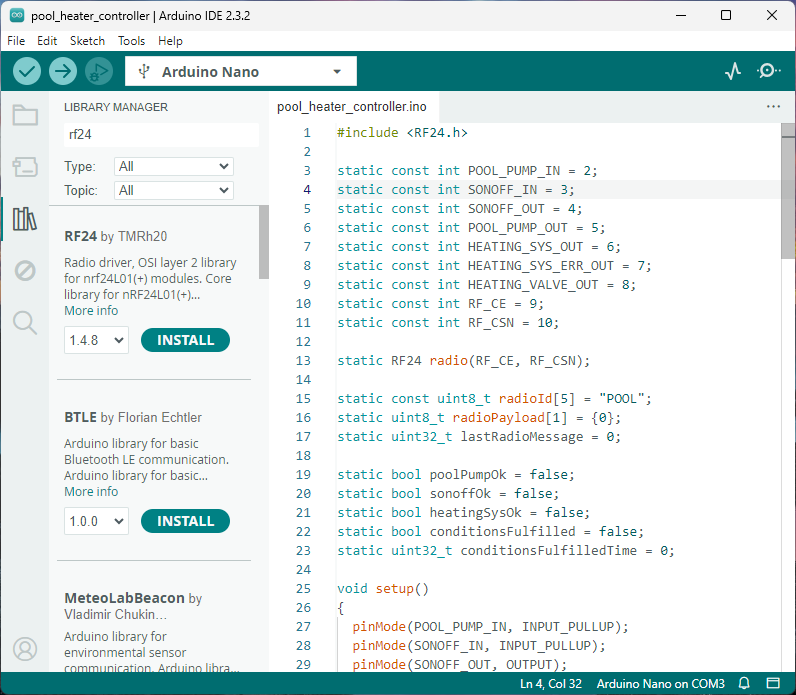 pool_heater_controller | Arduino IDE 2.3.2
File Edit Sketch Tools Help
Arduino Nano
LIBRARY MANAGER
rf24
Type: All
Topic: All
RF24 by TMRh20
Radio driver, OSI layer 2 library
for nrf24L01(+) modules. Core
library for nRF24L01(+)...
More info
1.4.8 INSTALL
BTLE by Florian Echtler
Arduino library for basic
Bluetooth LE communication.
Arduino library for basic...
More info
1.0.0 INSTALL
MeteoLabBeacon by
Vladimir Chukin...
Arduino library for
environmental sensor
communication. Arduino libra...
pool_heater_controller.ino
1 #include <RF24.h>
2
3 static const int POOL_PUMP_IN = 2;
4 static const int SONOFF_IN = 3;
5 static const int SONOFF_OUT = 4;
6 static const int POOL_PUMP_OUT = 5;
7 static const int HEATING_SYS_OUT = 6;
8 static const int HEATING_SYS_ERR_OUT = 7;
9 static const int HEATING_VALVE_OUT = 8;
10 static const int RF_CE = 9;
11 static const int RF_CSN = 10;
12
13 static RF24 radio(RF_CE, RF_CSN);
14
15 static const uint8_t radioId[5] = "POOL";
16 static uint8_t radioPayload[1] = {0};
17 static uint32_t lastRadioMessage = 0;
18
19 static bool poolPumpOk = false;
20 static bool sonoffOk = false;
21 static bool heatingSysOk = false;
22 static bool conditionsFulfilled = false;
23 static uint32_t conditionsFulfilledTime = 0;
24
25 void setup()
26 {
27 pinMode(POOL_PUMP_IN, INPUT_PULLUP);
28 pinMode(SONOFF_IN, INPUT_PULLUP);
29 pinMode(SONOFF_OUT, OUTPUT);
Ln 4, Col 32 Arduino Nano on COM3